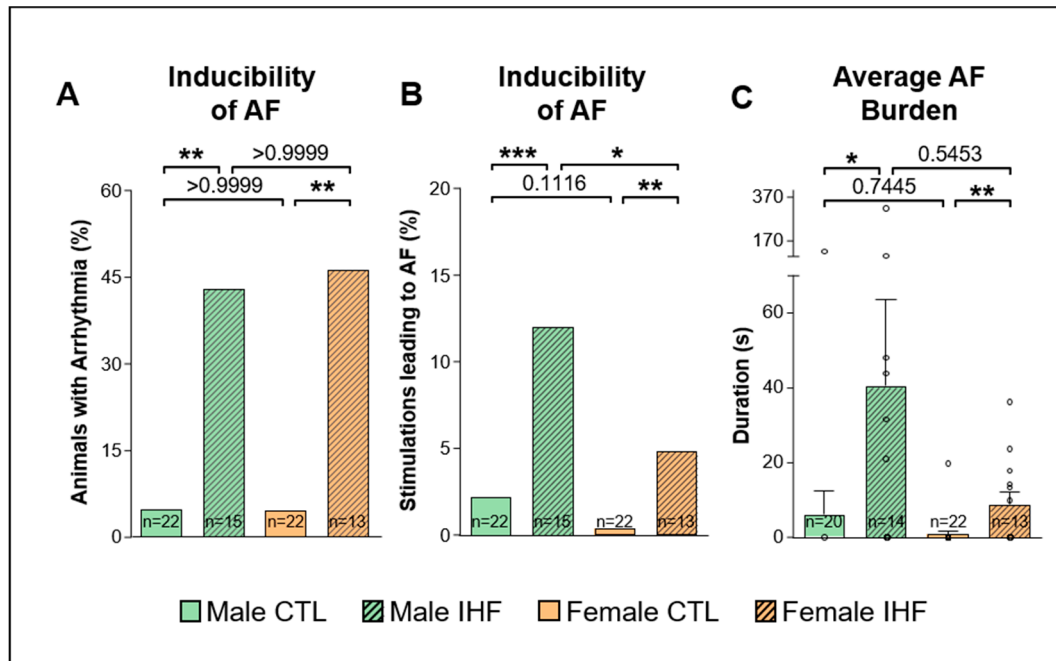 A
Inducibility
of AF
** >0.9999
>0.9999 **
Animals with Arrhythmia (%)
60
45
30
15
0
n=22 n=15 n=22 n=13
B
Inducibility
of AF
*** *
0.1116 **
Stimulations leading to AF (%)
20
15
10
5
0
n=22 n=15 n=22 n=13
C
Average AF
Burden
* 0.5453
0.7445 **
Duration (s)
370
170
60
40
20
0
n=20 n=14 n=22 n=13
Male CTL Male IHF Female CTL Female IHF